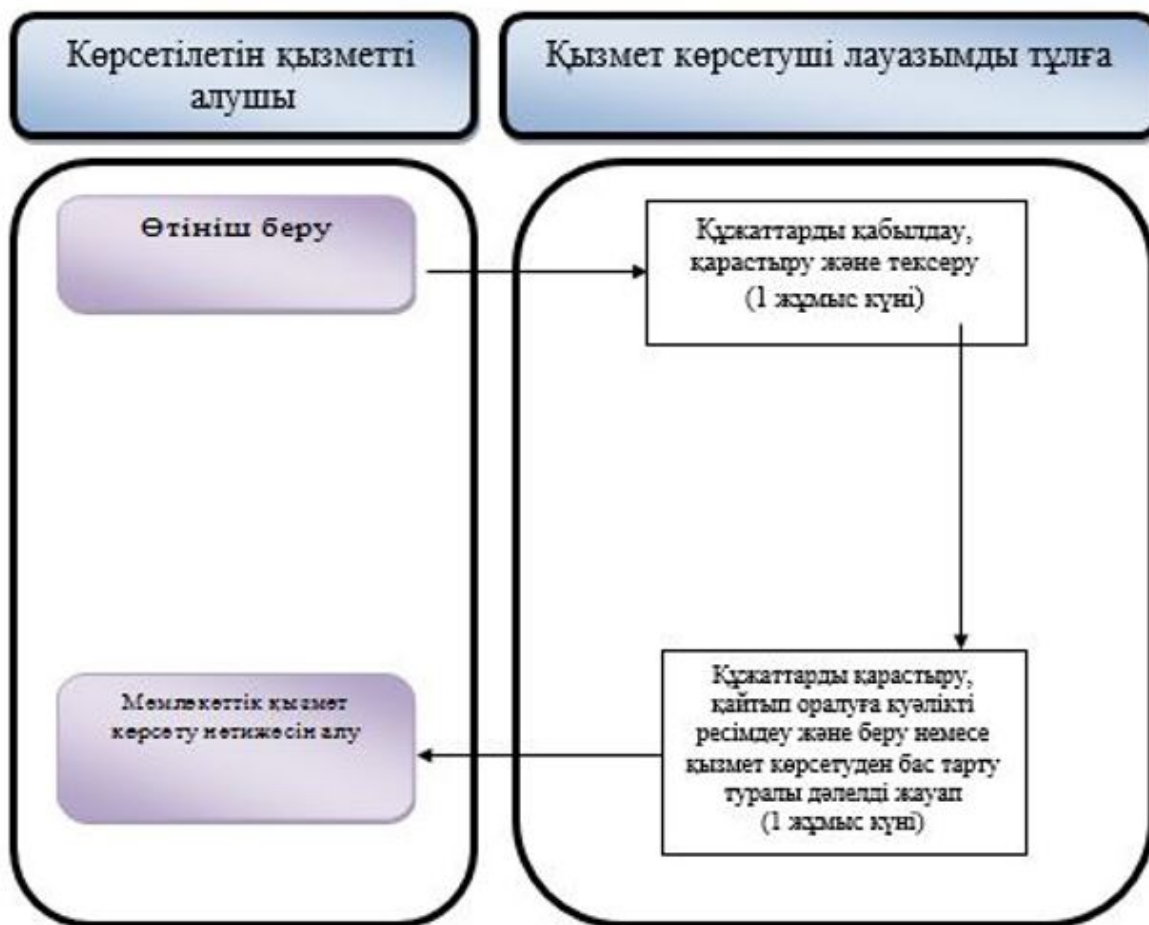 Көрсетілетін қызметті
алушы
Қызмет көрсетуші лауазымды тұлға
Өтініш беру
Құжаттарды қабылдау,
қарастыру және тексеру
(1 жұмыс күні)
Мемлекеттік қызмет
көрсету нәтижесін алу
Құжаттарды қарастыру,
қайтып оралуға куәлікті
ресімдеу және беру немесе
қызмет көрсетуден бас тарту
туралы дәлелді жауап
(1 жұмыс күні)